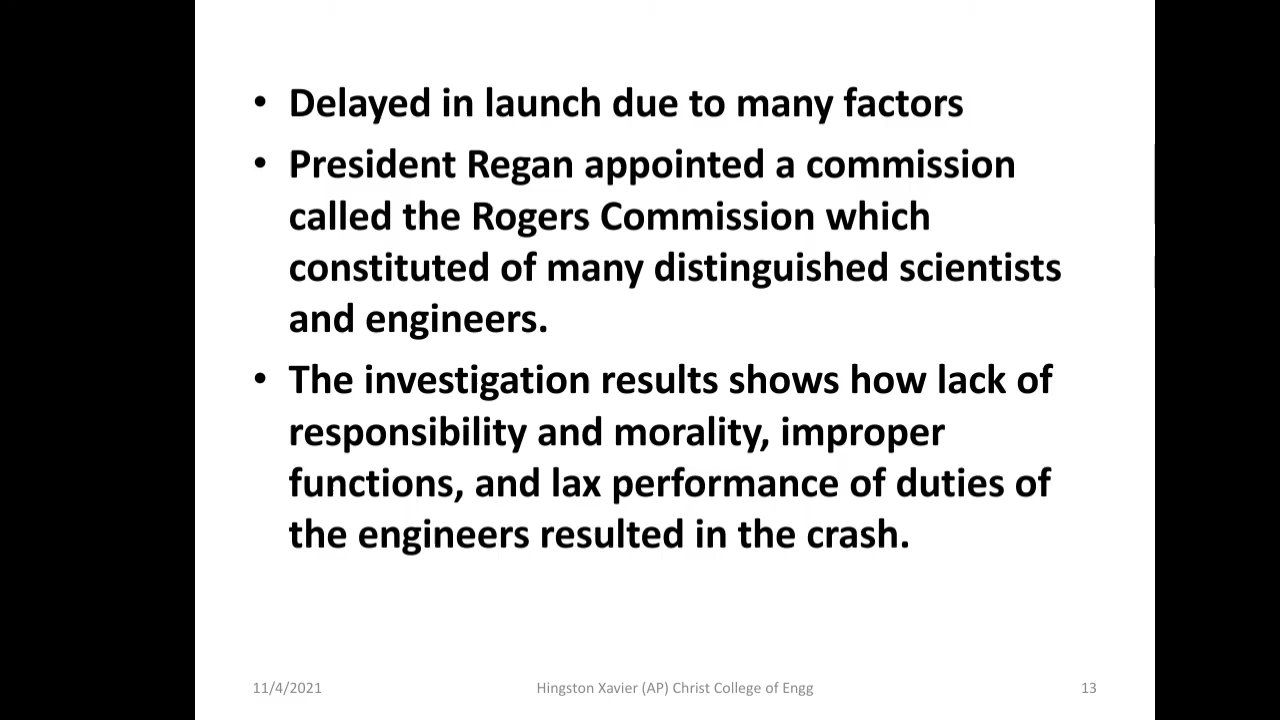 • Delayed in launch due to many factors
• President Regan appointed a commission
called the Rogers Commission which
constituted of many distinguished scientists
and engineers.
• The investigation results shows how lack of
responsibility and morality, improper
functions, and lax performance of duties of
the engineers resulted in the crash.
11/4/2021
Hingston Xavier (AP) Christ College of Engg
13